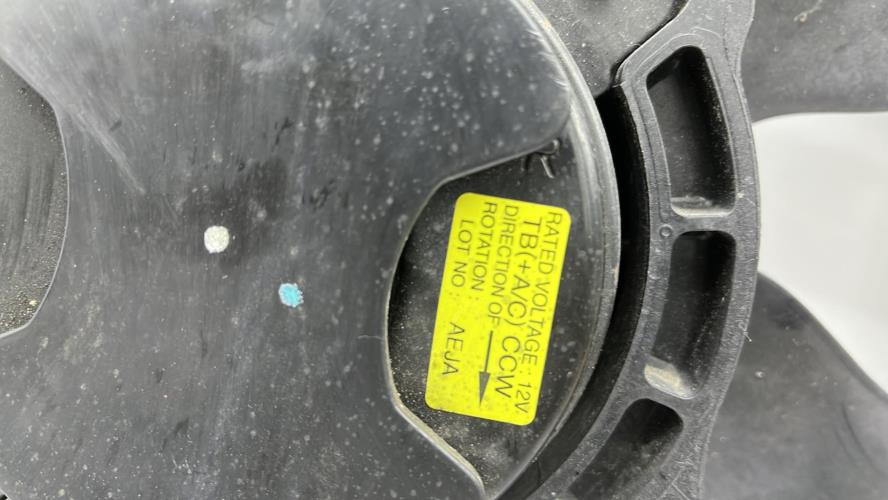 R
RATED VOLTAGE : 12V
TB(+A/C) CCW
DIRECTION OF
ROTATION :
LOT NO : AEJA